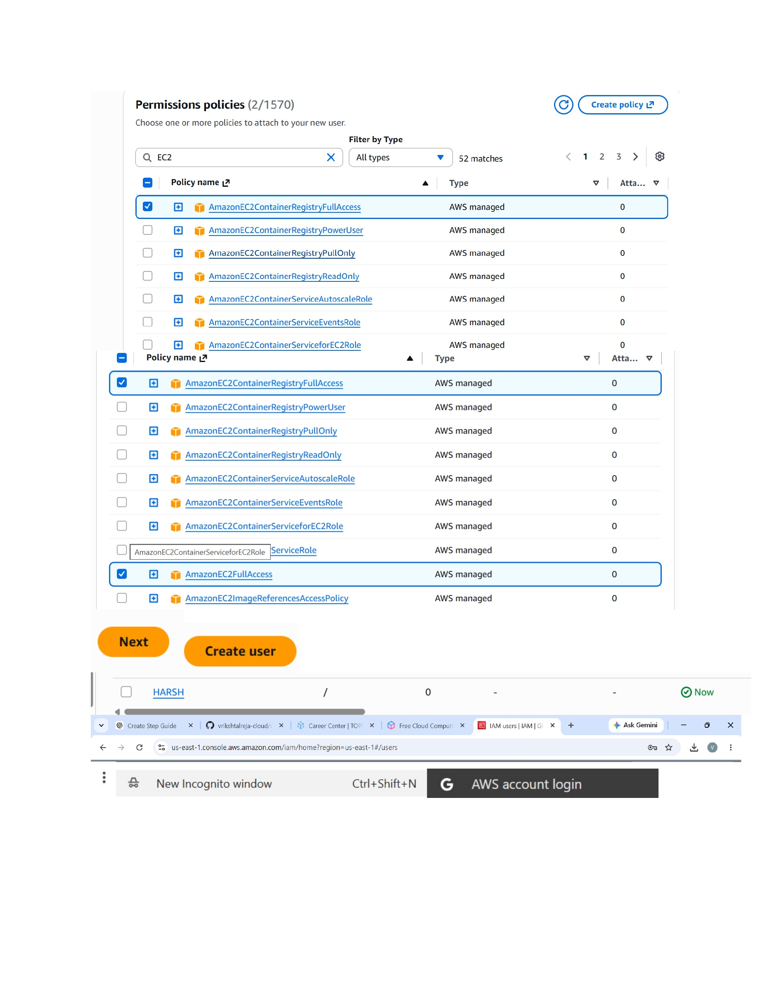 Permissions policies (2/1570)
Create policy
Choose one or more policies to attach to your new user.
Filter by Type
EC2
All types
52 matches
1 2 3
Policy name Type Atta...
AmazonEC2ContainerRegistryFullAccess AWS managed 0
AmazonEC2ContainerRegistryPowerUser AWS managed 0
AmazonEC2ContainerRegistryPullOnly AWS managed 0
AmazonEC2ContainerRegistryReadOnly AWS managed 0
AmazonEC2ContainerServiceAutoscaleRole AWS managed 0
AmazonEC2ContainerServiceEventsRole AWS managed 0
AmazonEC2ContainerServiceforEC2Role AWS managed 0
Policy name Type Atta...
AmazonEC2ContainerRegistryFullAccess AWS managed 0
AmazonEC2ContainerRegistryPowerUser AWS managed 0
AmazonEC2ContainerRegistryPullOnly AWS managed 0
AmazonEC2ContainerRegistryReadOnly AWS managed 0
AmazonEC2ContainerServiceAutoscaleRole AWS managed 0
AmazonEC2ContainerServiceEventsRole AWS managed 0
AmazonEC2ContainerServiceforEC2Role AWS managed 0
AmazonEC2ContainerServiceforEC2Role ServiceRole AWS managed 0
AmazonEC2FullAccess AWS managed 0
AmazonEC2ImageReferencesAccessPolicy AWS managed 0
Next
Create user
HARSH / 0 - - Now
Create Step Guide vrikshtalreja-cloud/c Career Center | TOPS Free Cloud Computi IAM users | IAM | Gl Ask Gemini
us-east-1.console.aws.amazon.com/iam/home?region=us-east-1#/users
V
New Incognito window Ctrl+Shift+N
G AWS account login